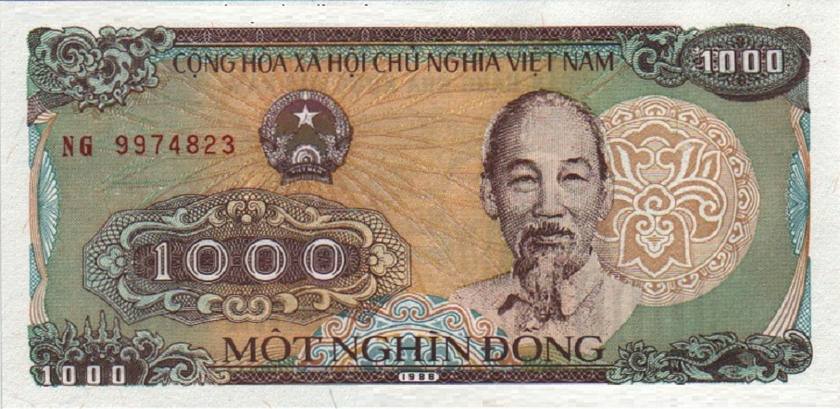 CỘNG HÒA XÃ HỘI CHỦ NGHĨA VIỆT NAM
1000
NG 9974823
1000
MỘT NGHÌN ĐỒNG
1000
1988